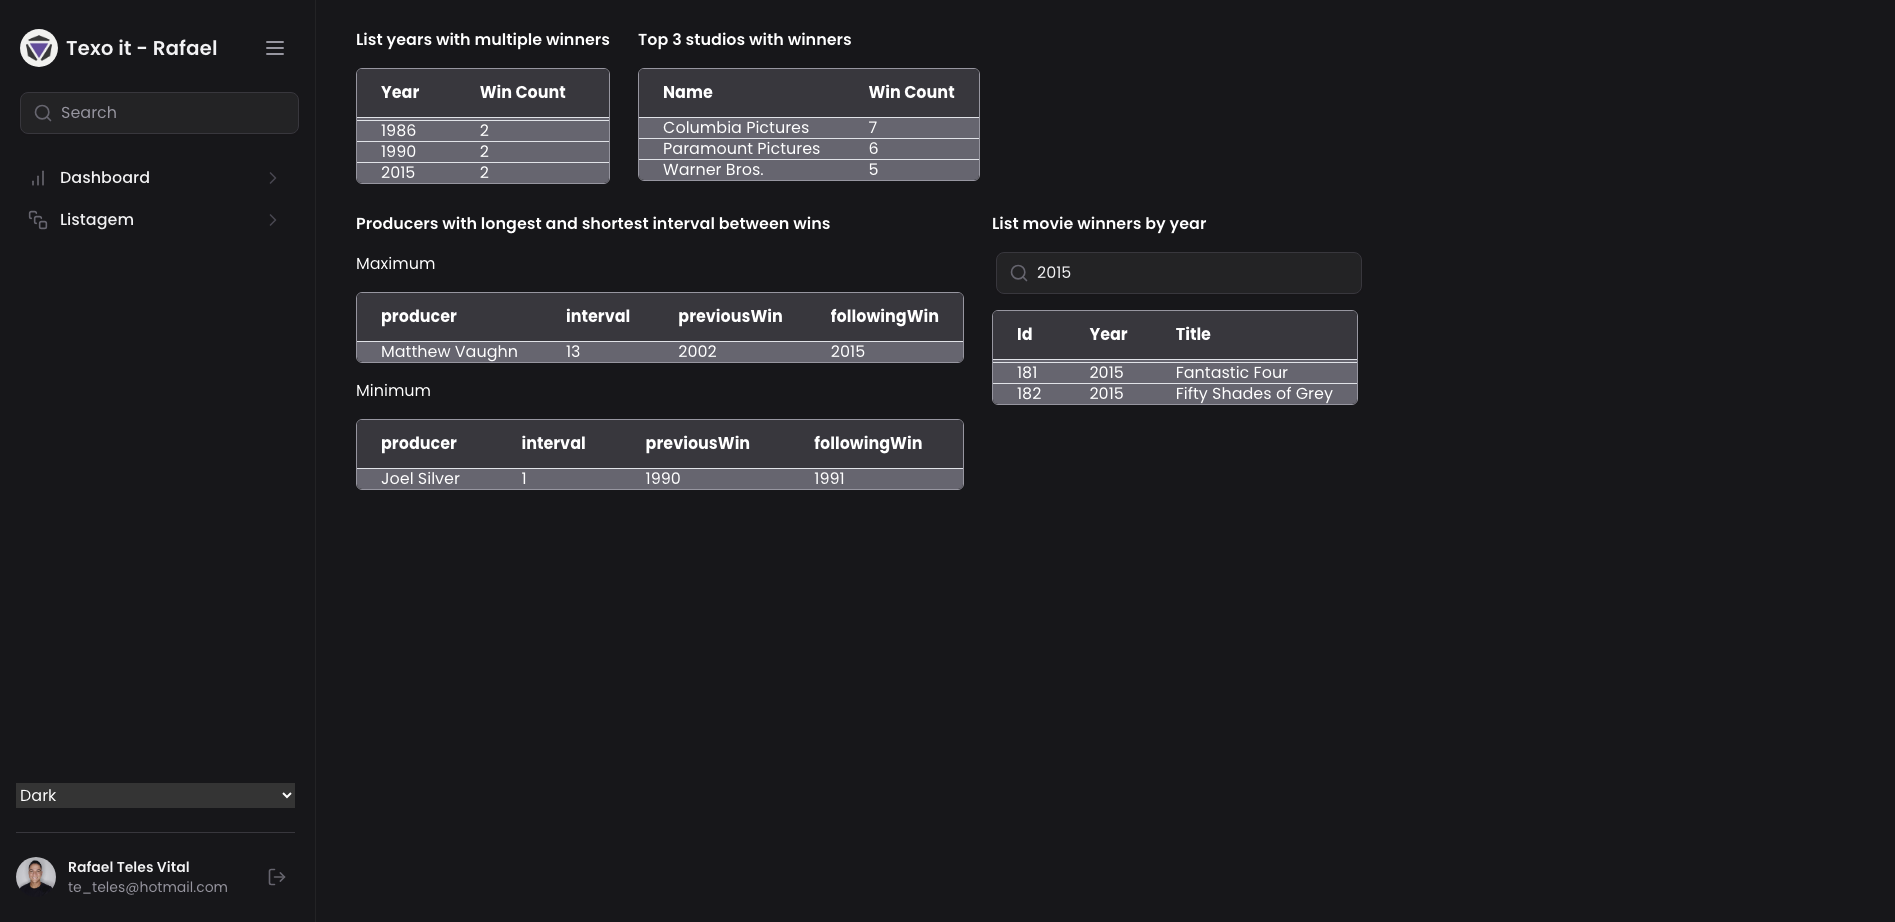 Texo it - Rafael
Search
Dashboard
Listagem
Dark
Rafael Teles Vital
te_teles@hotmail.com
List years with multiple winners
Year Win Count
1986 2
1990 2
2015 2
Top 3 studios with winners
Name Win Count
Columbia Pictures 7
Paramount Pictures 6
Warner Bros. 5
Producers with longest and shortest interval between wins
Maximum
producer interval previousWin followingWin
Matthew Vaughn 13 2002 2015
Minimum
producer interval previousWin followingWin
Joel Silver 1 1990 1991
List movie winners by year
2015
Id Year Title
181 2015 Fantastic Four
182 2015 Fifty Shades of Grey